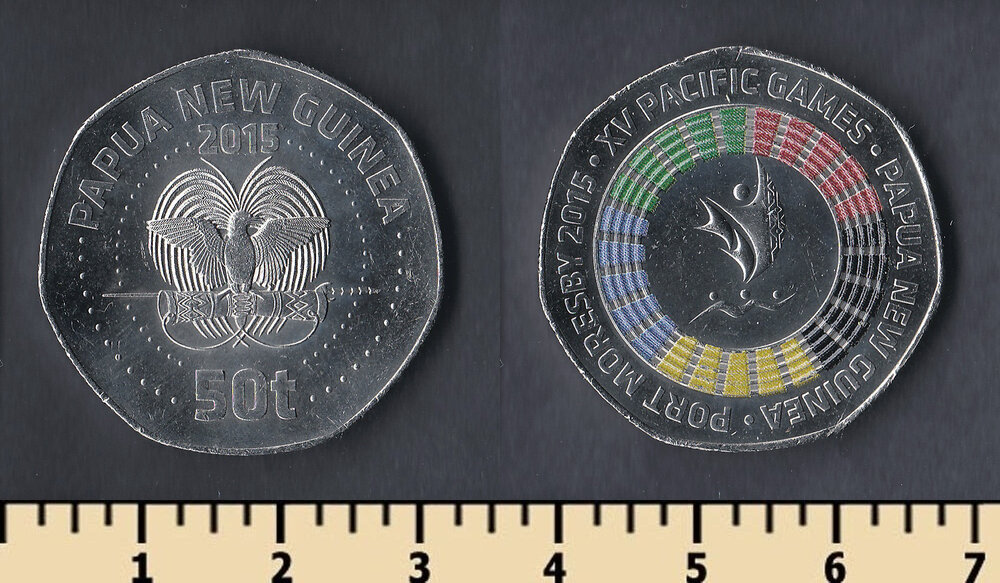 PAPUA NEW GUINEA
2015
50t
XV PACIFIC GAMES • PAPUA NEW GUINEA • PORT MORESBY 2015 •
1 2 3 4 5 6 7